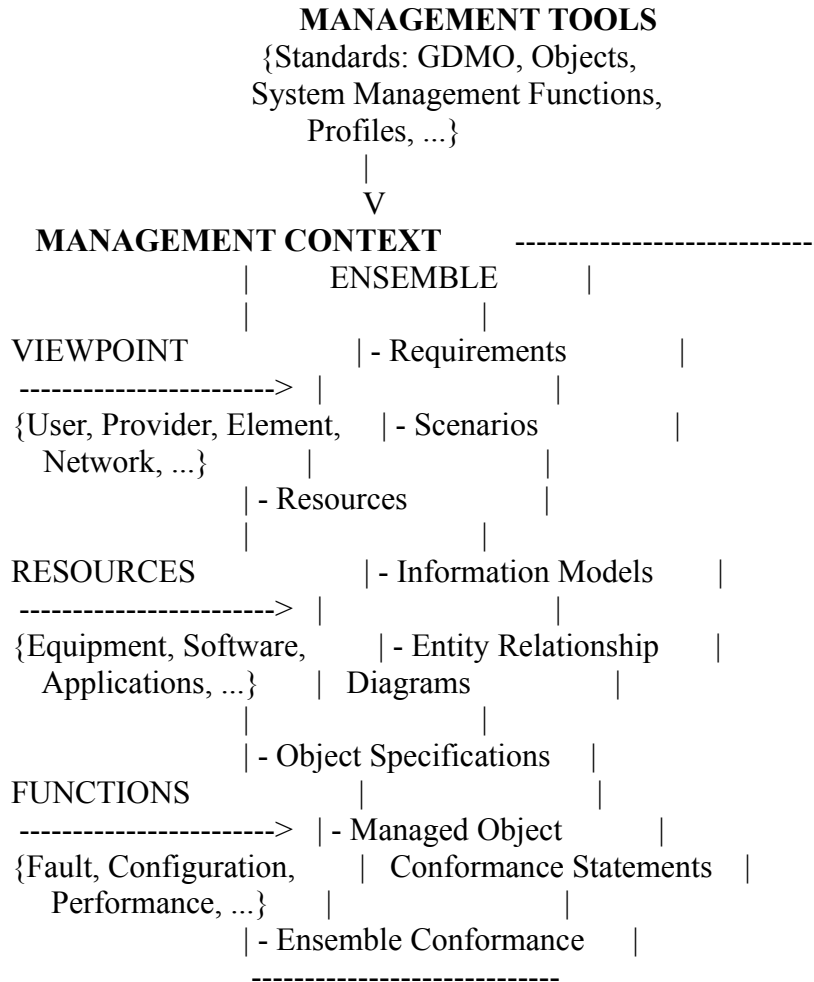 MANAGEMENT TOOLS
{Standards: GDMO, Objects,
System Management Functions,
Profiles, ...}
|
V
MANAGEMENT CONTEXT ----------------------------
| ENSEMBLE |
| |
VIEWPOINT |- Requirements |
------------------------> | |
{User, Provider, Element, |- Scenarios |
Network, ...} | |
|- Resources |
| |
RESOURCES |- Information Models |
------------------------> | |
{Equipment, Software, |- Entity Relationship |
Applications, ...} | Diagrams |
| |
|- Object Specifications |
FUNCTIONS | |
------------------------> |- Managed Object |
{Fault, Configuration, | Conformance Statements |
Performance, ...} | |
|- Ensemble Conformance |
-----------------------------